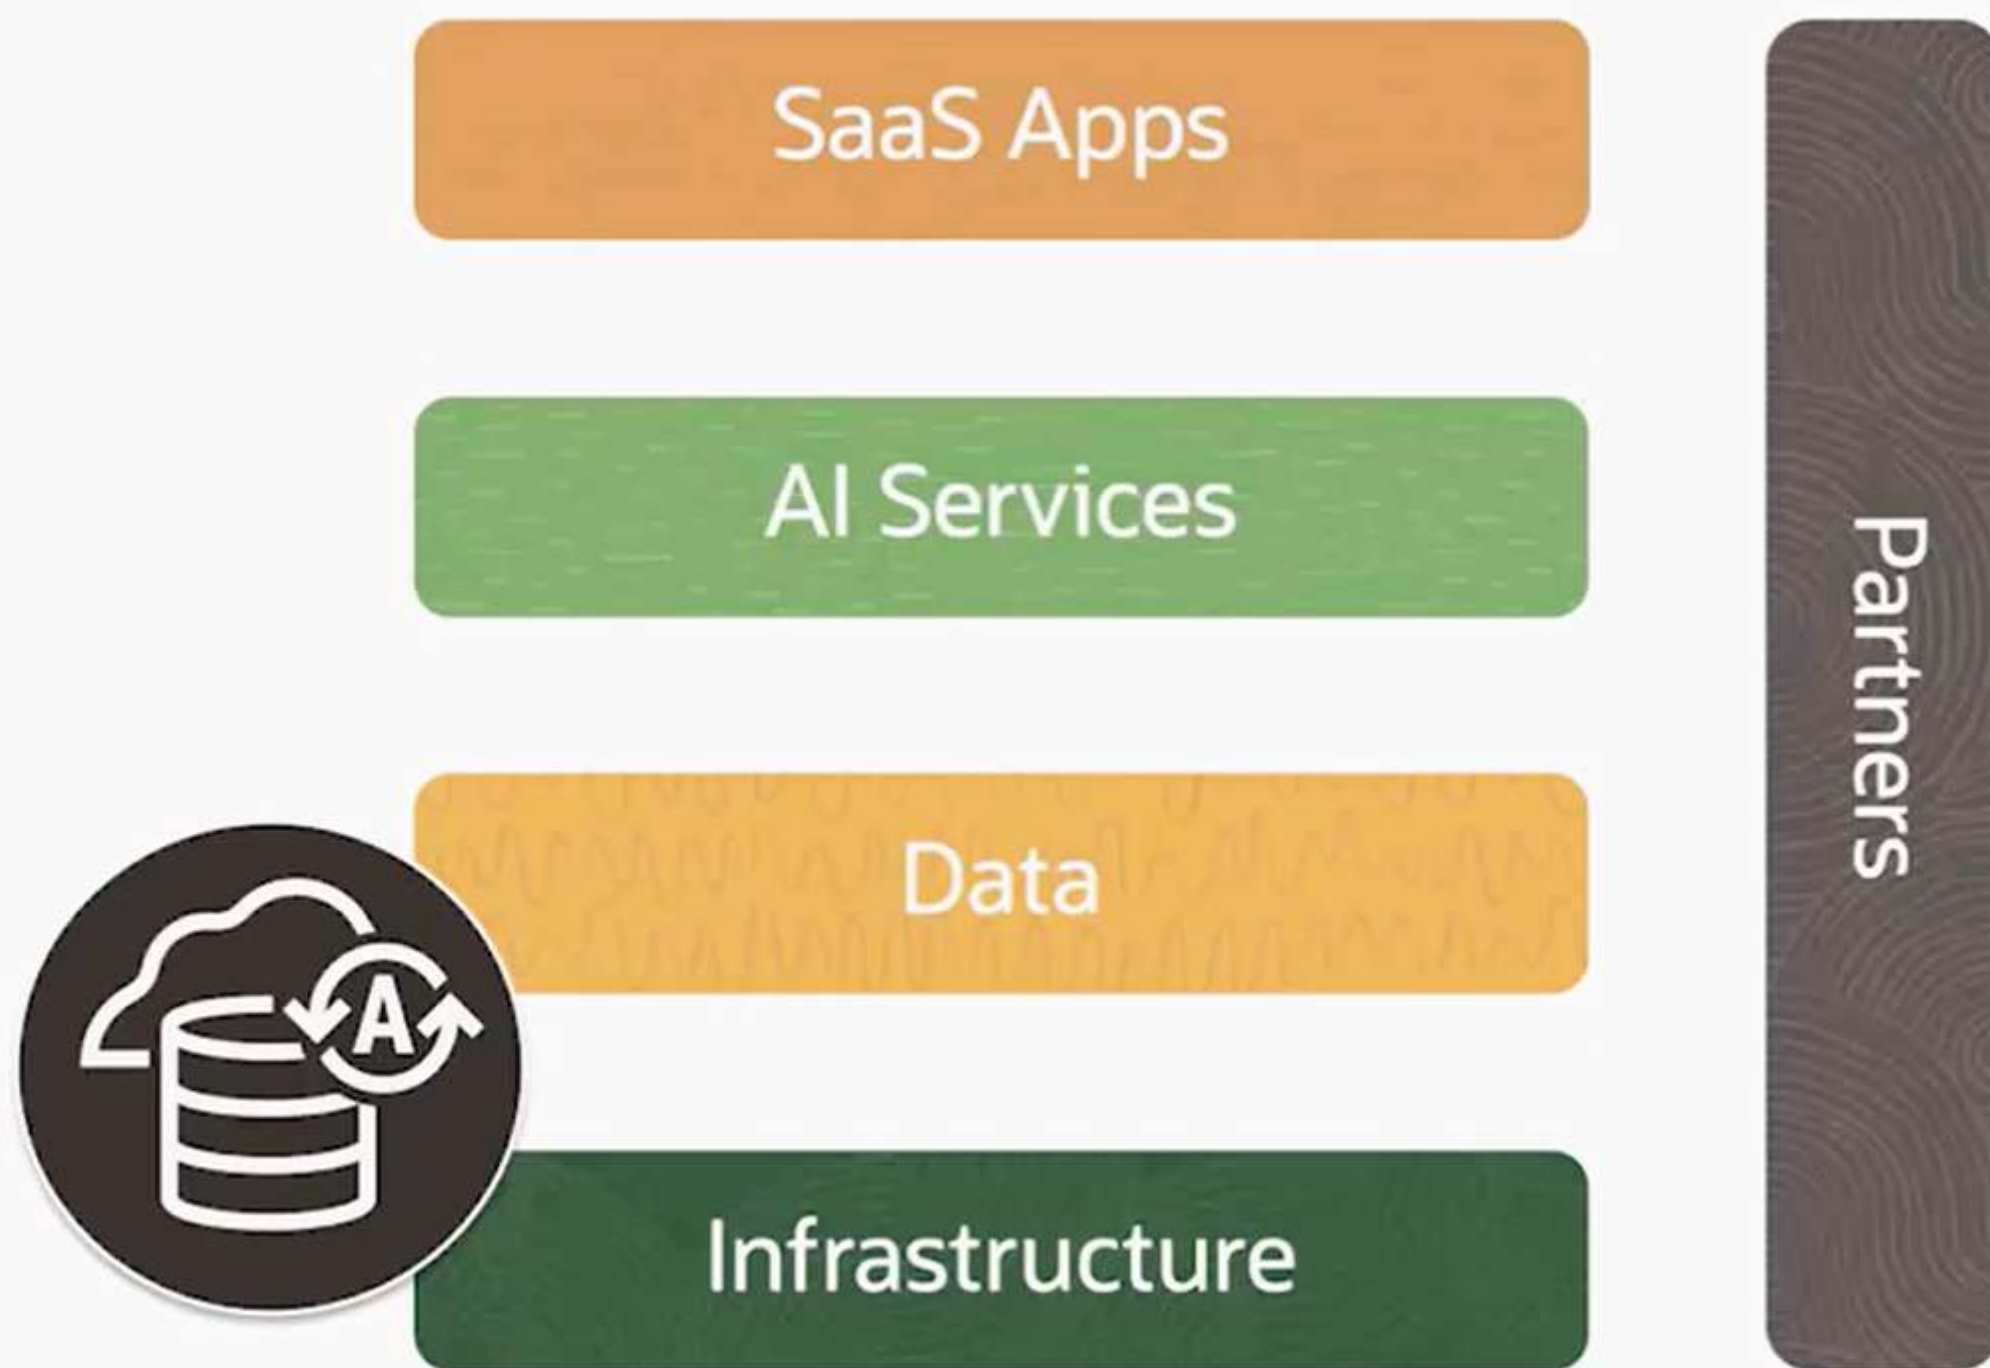 SaaS Apps
AI Services
Data
A
Infrastructure
Partners